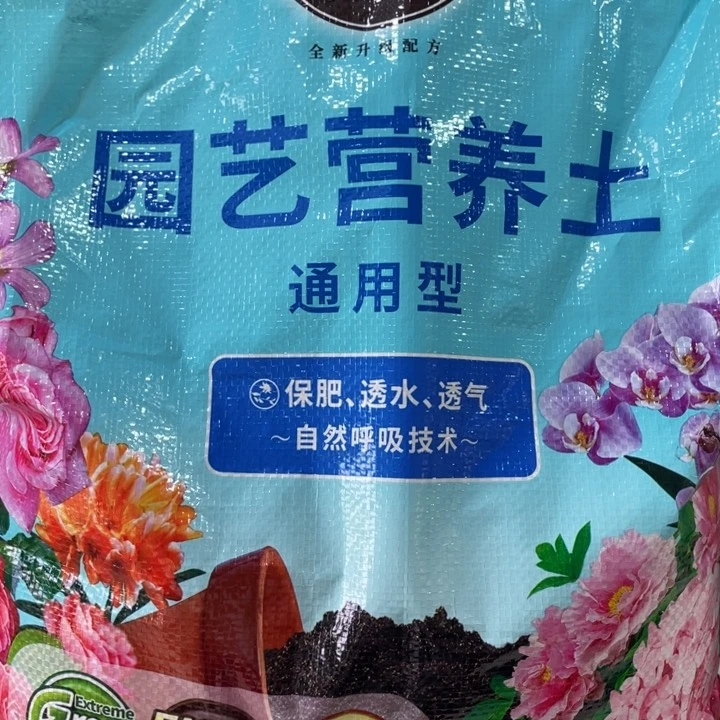 全新升级配方
园艺营养土
通用型
保肥、透水、透气
~自然呼吸技术~
Extreme